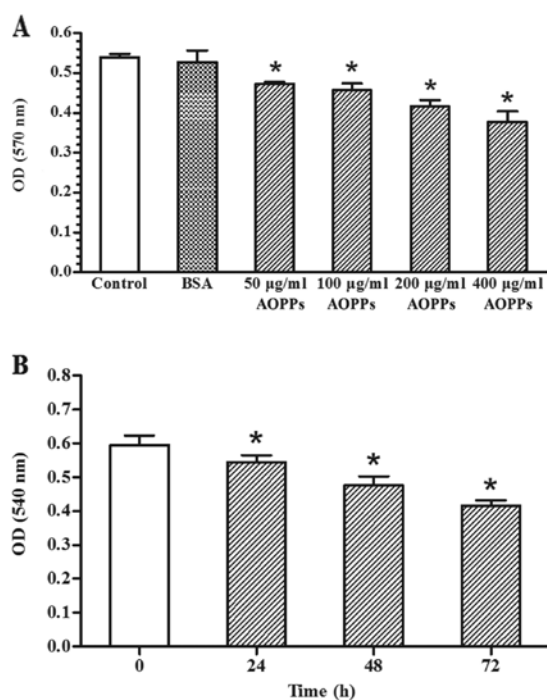 A
OD (570 nm)
0.6
0.5
0.4
0.3
0.2
0.1
0.0
* * * *
Control BSA 50 µg/ml 100 µg/ml 200 µg/ml 400 µg/ml
AOPPs AOPPs AOPPs AOPPs
B
OD (540 nm)
0.8
0.7
0.6
0.5
0.4
0.3
0.2
0.1
0.0
* * *
0 24 48 72
Time (h)